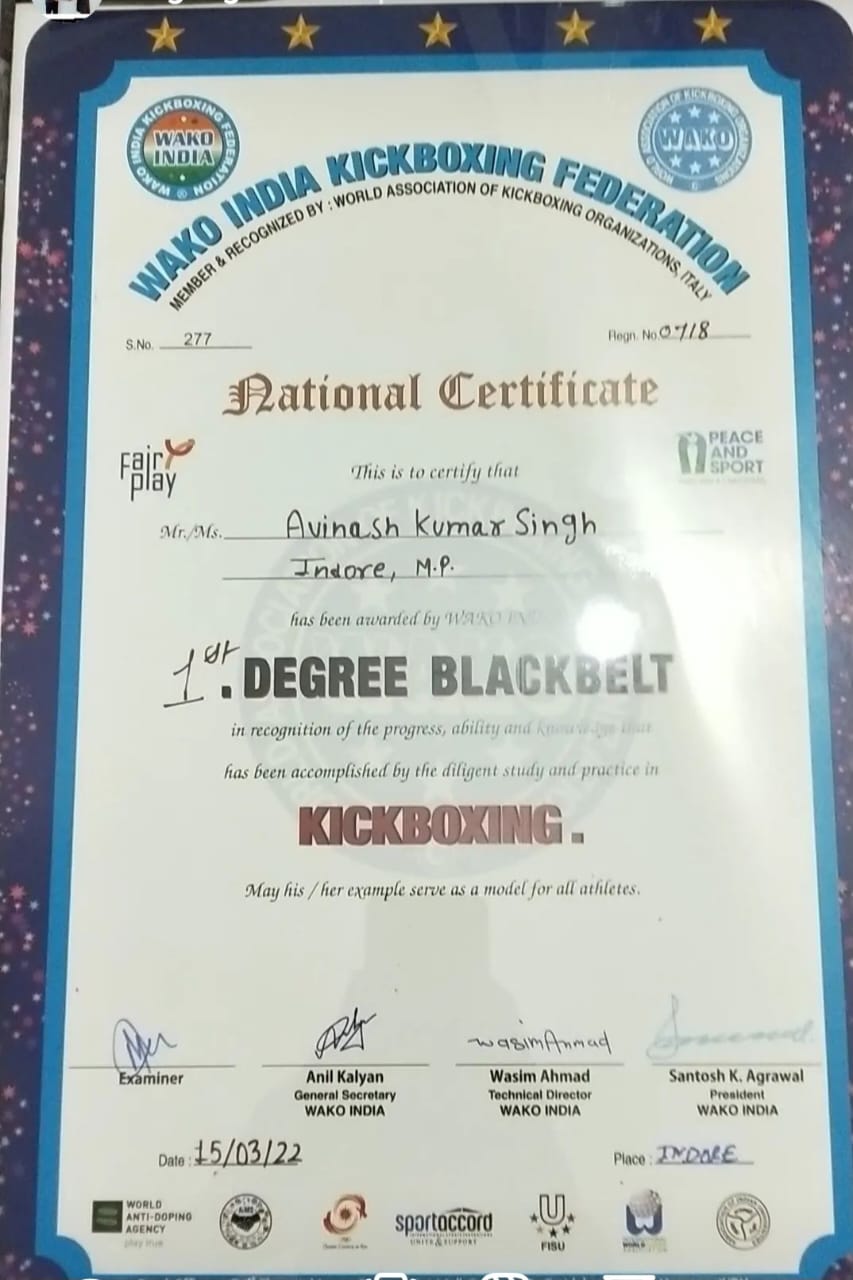 WAKO INDIA KICKBOXING FEDERATION
WAKO INDIA
WAKO
WAKO INDIA KICKBOXING FEDERATION
MEMBER & RECOGNIZED BY : WORLD ASSOCIATION OF KICKBOXING ORGANIZATIONS, ITALY
S.No. 277
Regn. No. 0718
National Certificate
Fair play
PEACE AND SPORT
This is to certify that
Mr./Ms. Avinash Kumar Singh
Indore, M.P.
has been awarded by WAKO
1st. DEGREE BLACKBELT
in recognition of the progress, ability and knowledge that
has been accomplished by the diligent study and practice in
KICKBOXING.
May his / her example serve as a model for all athletes.
Wasim Ahmad
Examiner
Anil Kalyan
General Secretary
WAKO INDIA
Wasim Ahmad
Technical Director
WAKO INDIA
Santosh K. Agrawal
President
WAKO INDIA
Date : 15/03/22
Place : INDORE
WORLD
ANTI-DOPING
AGENCY
play true
sportaccord
UNITE & SUPPORT
FISU